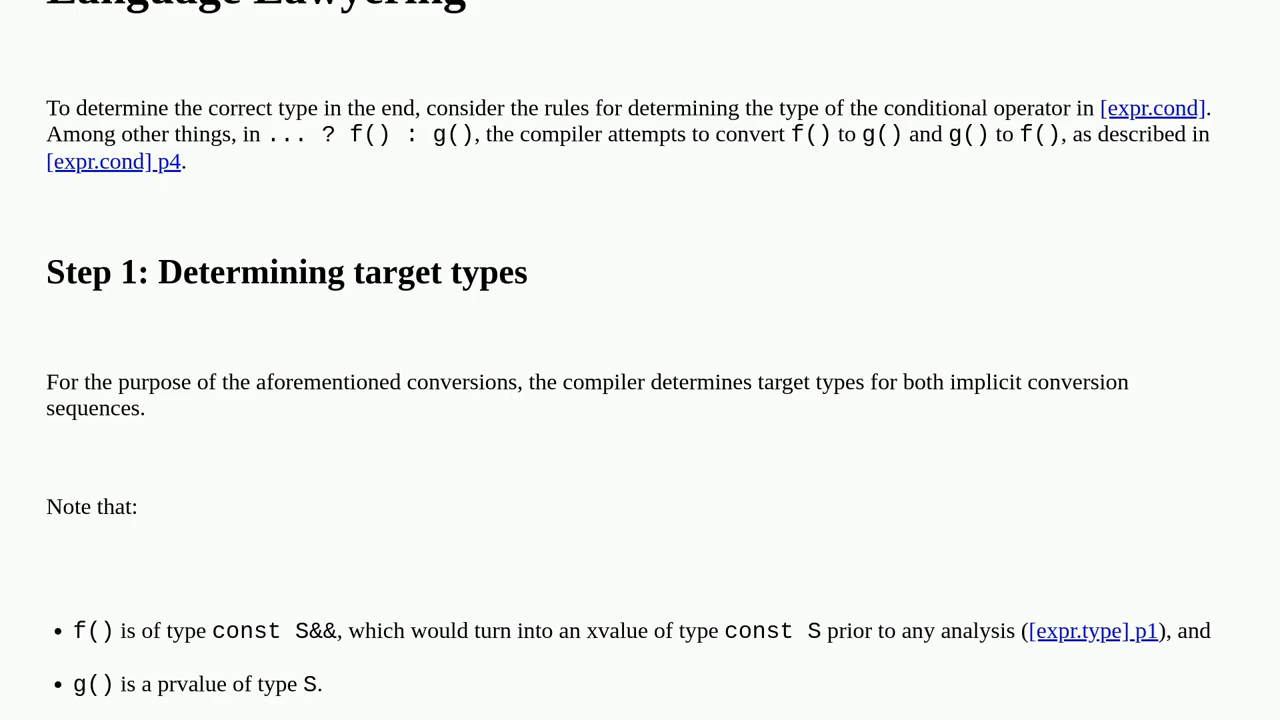 Language Lawyering
To determine the correct type in the end, consider the rules for determining the type of the conditional operator in [expr.cond].
Among other things, in ... ? f() : g(), the compiler attempts to convert f() to g() and g() to f(), as described in
[expr.cond] p4.
Step 1: Determining target types
For the purpose of the aforementioned conversions, the compiler determines target types for both implicit conversion
sequences.
Note that:
• f() is of type const S&&, which would turn into an xvalue of type const S prior to any analysis ([expr.type] p1), and
• g() is a prvalue of type S.